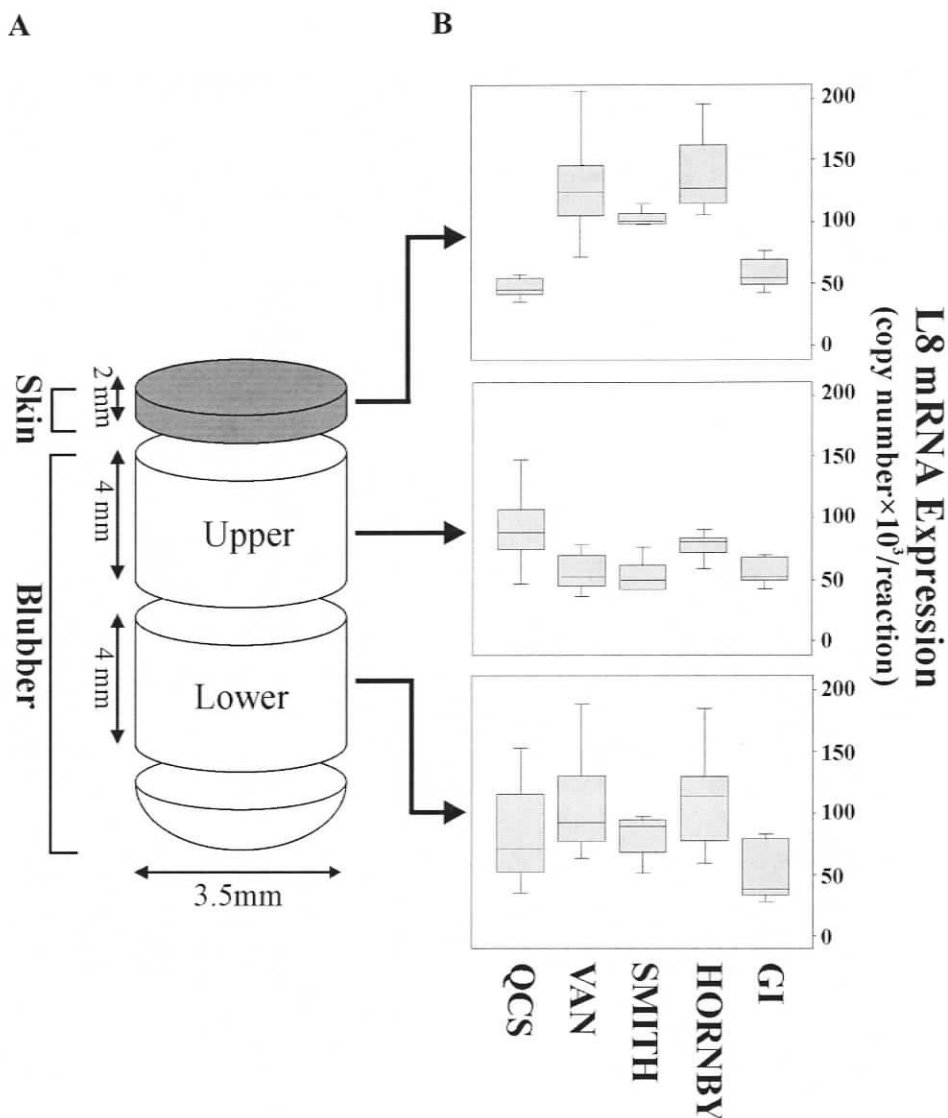 A
B
200
150
100
50
0
Skin
2 mm
Blubber
4 mm
Upper
200
150
100
50
0
4 mm
Lower
200
150
100
50
0
3.5mm
L8 mRNA Expression
(copy number×10³/reaction)
QCS
VAN
SMITH
HORNBY
GI